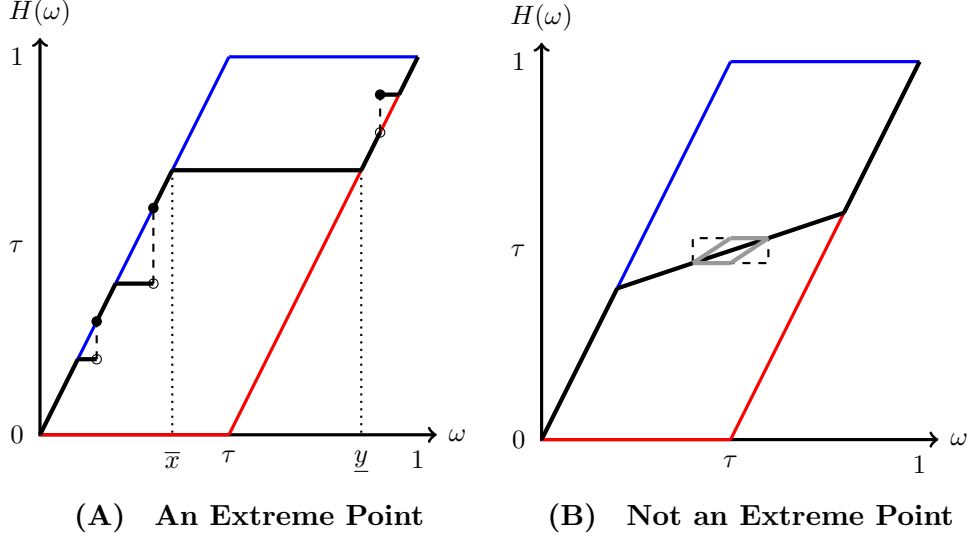 H(ω)
1
τ
0
x̅
τ
y̲
1
ω
(A) An Extreme Point
H(ω)
1
τ
0
τ
1
ω
(B) Not an Extreme Point